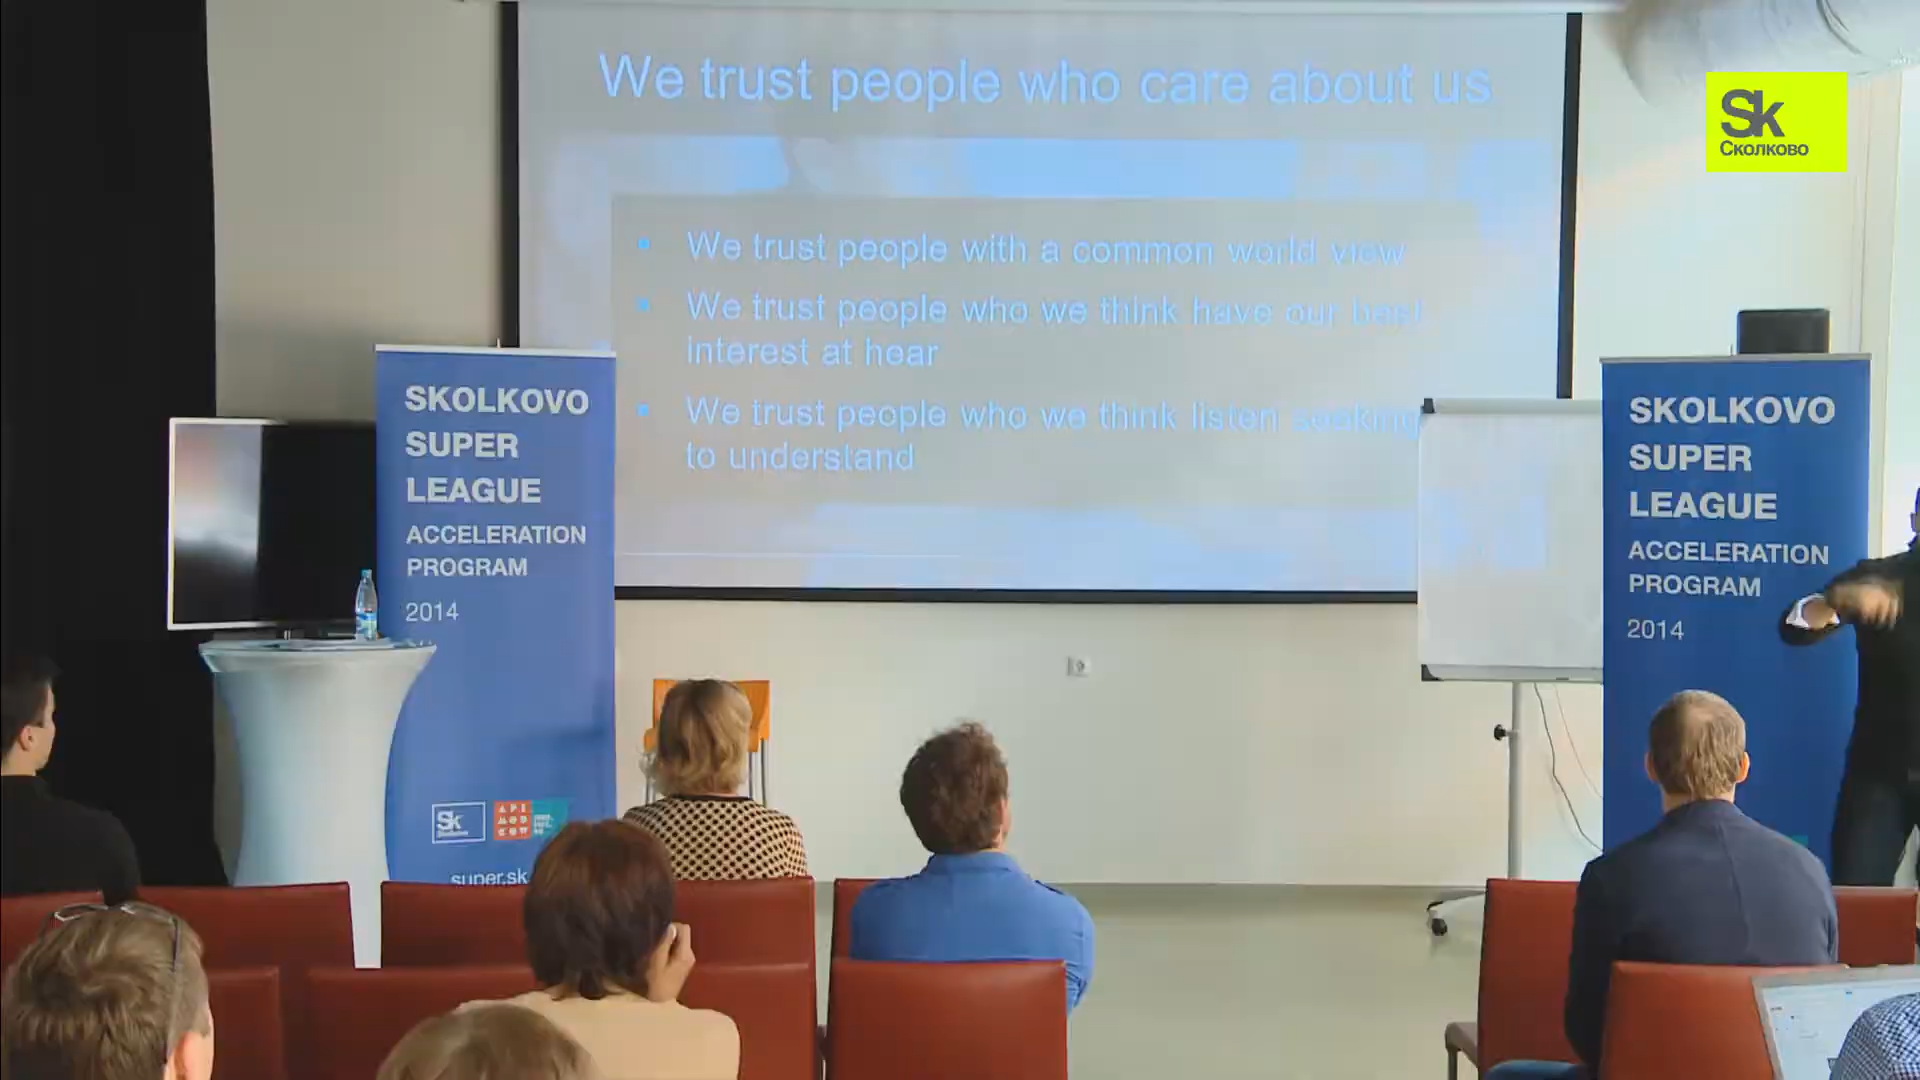 We trust people who care about us
Sk
Сколково
We trust people with a common world view
We trust people who we think have our best
interest at hear
We trust people who we think listen seeking
to understand
SKOLKOVO
SUPER
LEAGUE
ACCELERATION
PROGRAM
2014
Sk
super.sk
SKOLKOVO
SUPER
LEAGUE
ACCELERATION
PROGRAM
2014